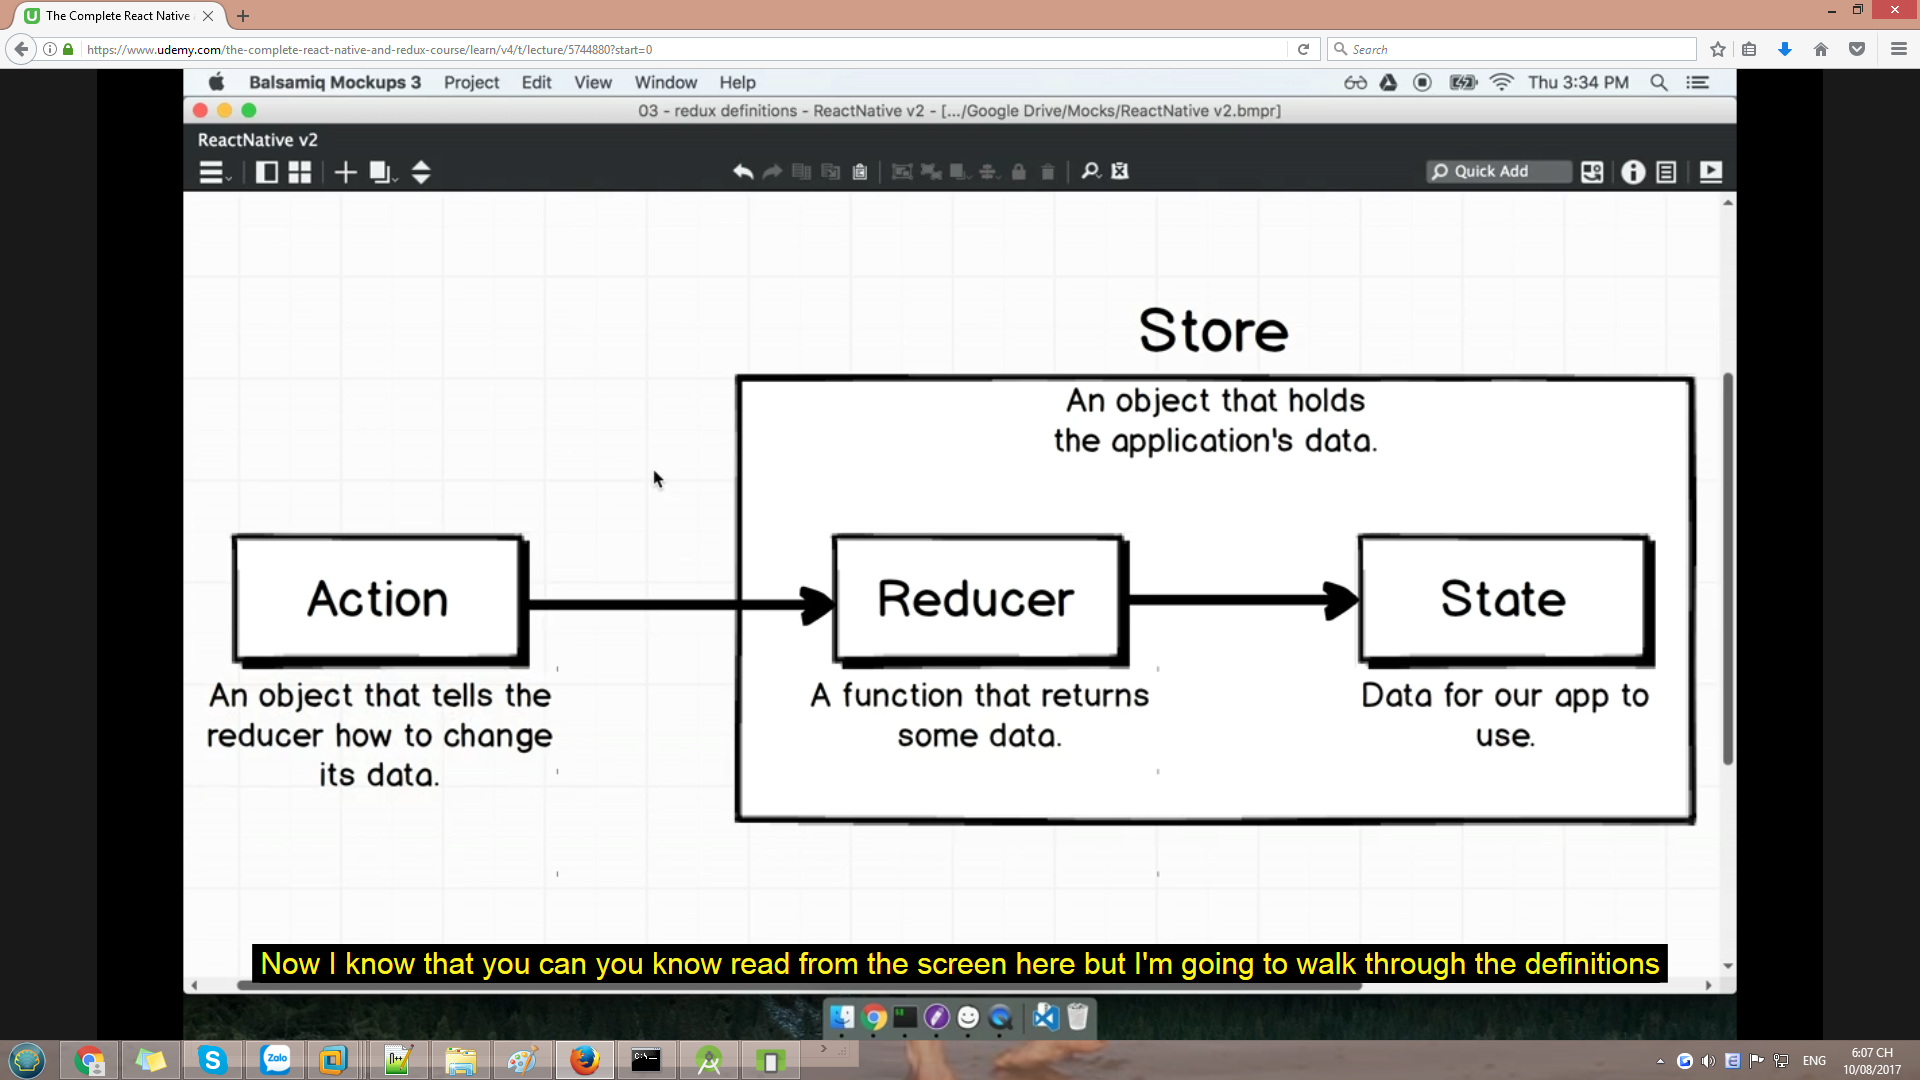 The Complete React Native
https://www.udemy.com/the-complete-react-native-and-redux-course/learn/v4/t/lecture/5744880?start=0
Search
Balsamiq Mockups 3 Project Edit View Window Help
Thu 3:34 PM
03 - redux definitions - ReactNative v2 - [.../Google Drive/Mocks/ReactNative v2.bmpr]
ReactNative v2
Quick Add
Store
An object that holds
the application's data.
Action
Reducer
State
An object that tells the
reducer how to change
its data.
A function that returns
some data.
Data for our app to
use.
Now I know that you can you know read from the screen here but I'm going to walk through the definitions
Zalo
ENG
6:07 CH
10/08/2017